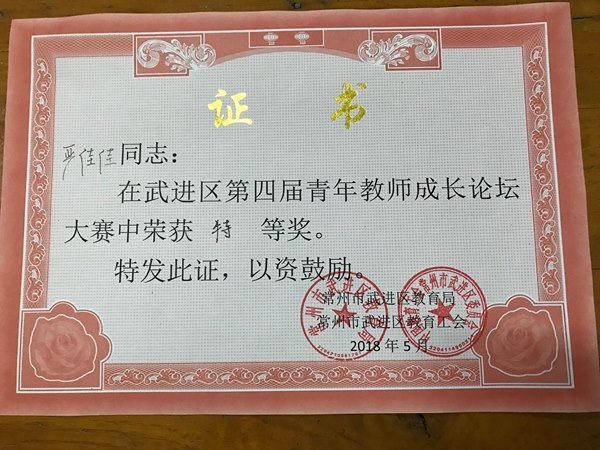 证 书
严佳佳同志：
在武进区第四届青年教师成长论坛
大赛中荣获 特 等奖。
特发此证，以资鼓励。
常州市武进区教育局
常州市武进区教育工会
2018 年 5 月